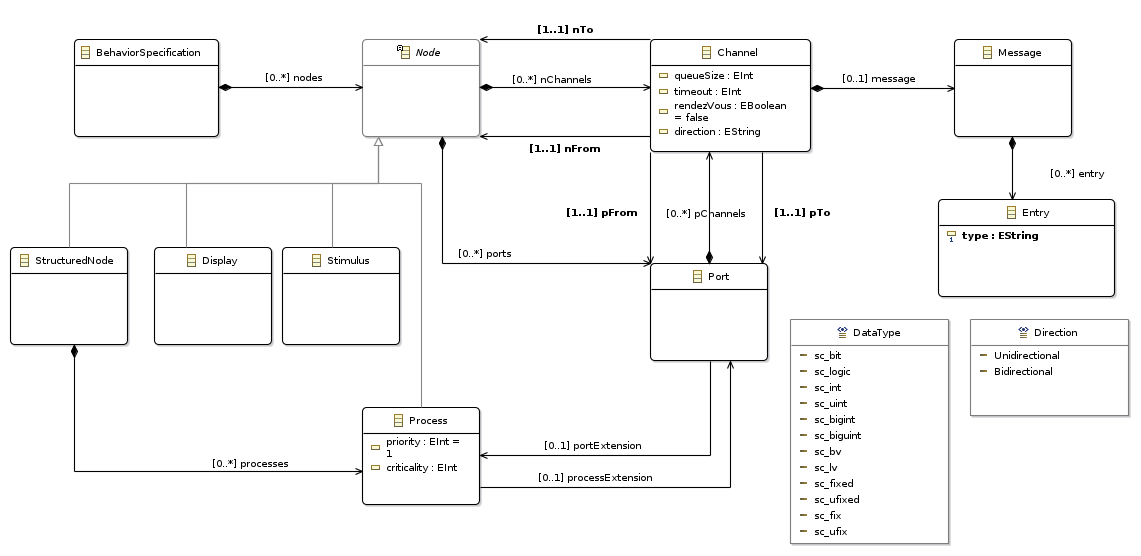 [1..1] nTo
BehaviorSpecification
Node
Channel
Message
[0..*] nodes
[0..*] nChannels
queueSize : EInt
timeout : EInt
rendezVous : EBoolean
= false
direction : EString
[0..1] message
[1..1] nFrom
[0..*] entry
[1..1] pFrom
[0..*] pChannels
[1..1] pTo
Entry
type : EString
[0..*] ports
StructuredNode
Display
Stimulus
Port
DataType
sc_bit
sc_logic
sc_int
sc_uint
sc_bigint
sc_biguint
sc_bv
sc_lv
sc_fixed
sc_ufixed
sc_fix
sc_ufix
Direction
Unidirectional
Bidirectional
Process
priority : EInt =
1
criticality : EInt
[0..1] portExtension
[0..*] processes
[0..1] processExtension